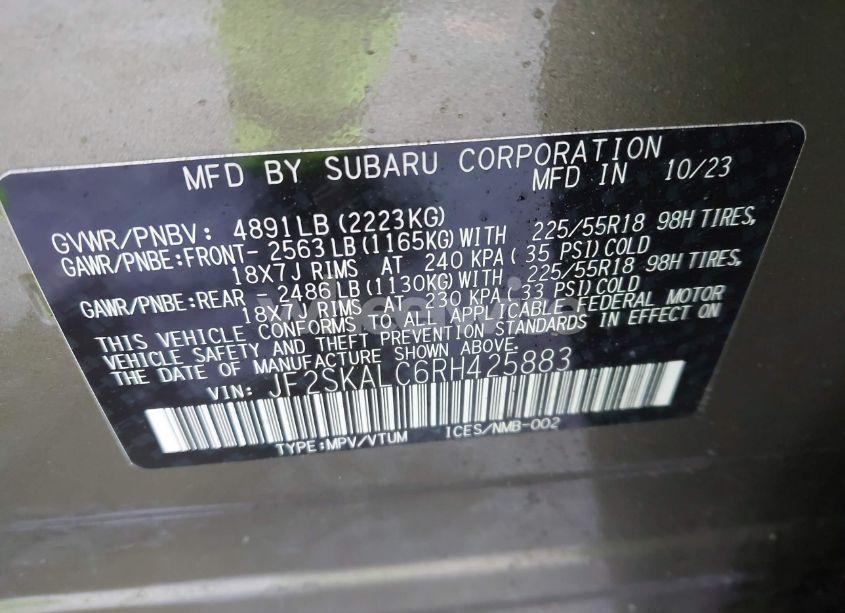 MFD BY SUBARU CORPORATION
MFD IN 10/23
GVWR/PNBV: 4891LB(2223KG)
GAWR/PNBE:FRONT- 2563LB(1165KG)WITH 225/55R18 98H TIRES,
18X7J RIMS AT 240 KPA( 35 PSI)COLD
GAWR/PNBE:REAR - 2486LB(1130KG)WITH 225/55R18 98H TIRES,
18X7J RIMS AT 230 KPA( 33 PSI)COLD
THIS VEHICLE CONFORMS TO ALL APPLICABLE FEDERAL MOTOR
VEHICLE SAFETY AND THEFT PREVENTION STANDARDS IN EFFECT ON
THE DATE OF MANUFACTURE SHOWN ABOVE.
VIN: JF2SKALC6RH425883
TYPE:MPV/VTUM ICES/NMB-002